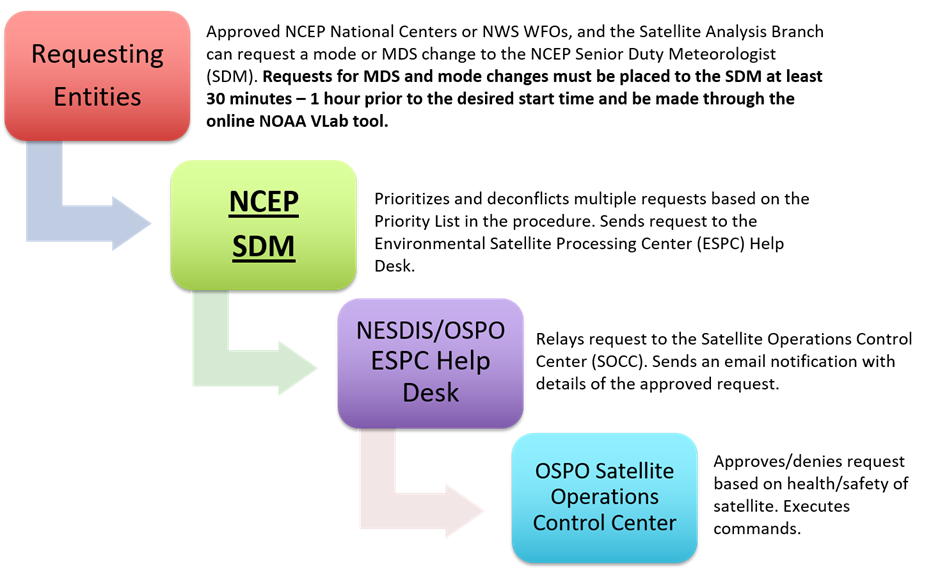 Requesting
Entities
Approved NCEP National Centers or NWS WFOs, and the Satellite Analysis Branch
can request a mode or MDS change to the NCEP Senior Duty Meteorologist
(SDM). Requests for MDS and mode changes must be placed to the SDM at least
30 minutes – 1 hour prior to the desired start time and be made through the
online NOAA VLab tool.
NCEP
SDM
Prioritizes and deconflicts multiple requests based on the
Priority List in the procedure. Sends request to the
Environmental Satellite Processing Center (ESPC) Help
Desk.
NESDIS/OSPO
ESPC Help
Desk
Relays request to the Satellite Operations Control
Center (SOCC). Sends an email notification with
details of the approved request.
OSPO Satellite
Operations
Control Center
Approves/denies request
based on health/safety of
satellite. Executes
commands.